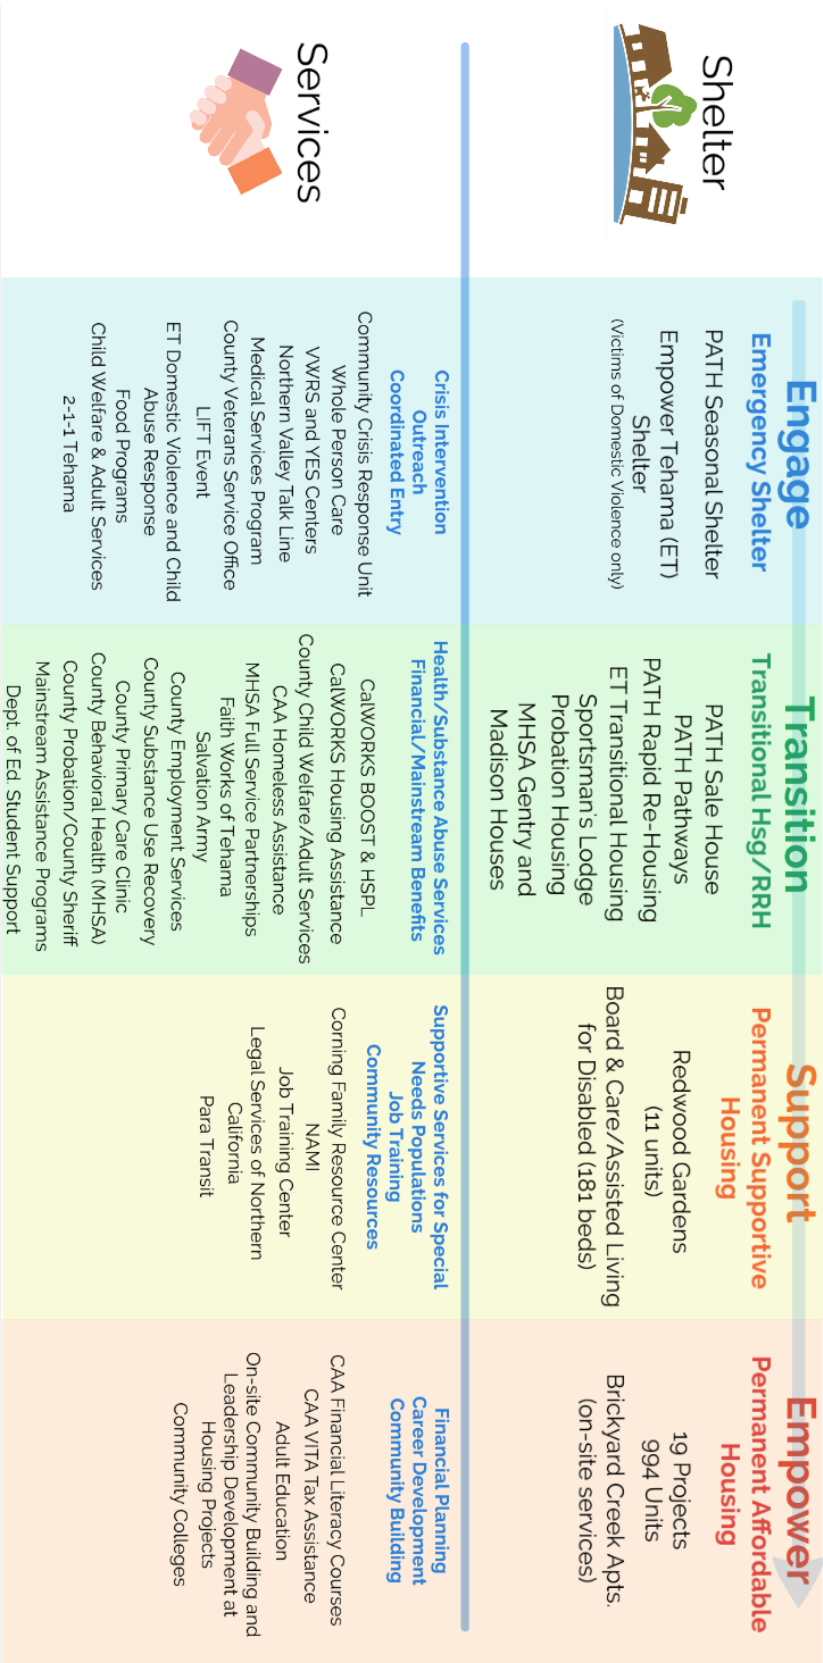 Engage
Transition
Support
Empower
Shelter
Emergency Shelter
PATH Seasonal Shelter
Empower Tehama (ET)
Shelter
(Victims of Domestic Violence only)
Transitional Hsg/RRH
PATH Sale House
PATH Pathways
PATH Rapid Re-Housing
ET Transitional Housing
Sportsman's Lodge
Probation Housing
MHSA Gentry and
Madison Houses
Permanent Supportive
Housing
Redwood Gardens
(11 units)
Board & Care/Assisted Living
for Disabled (181 beds)
Permanent Affordable
Housing
19 Projects
994 Units
Brickyard Creek Apts.
(on-site services)
Services
Crisis Intervention
Outreach
Coordinated Entry
Community Crisis Response Unit
Whole Person Care
VWRS and YES Centers
Northern Valley Talk Line
Medical Services Program
County Veterans Service Office
LIFT Event
ET Domestic Violence and Child
Abuse Response
Food Programs
Child Welfare & Adult Services
2-1-1 Tehama
Health/Substance Abuse Services
Financial/Mainstream Benefits
CalWORKS BOOST & HSPL
CalWORKS Housing Assistance
County Child Welfare/Adult Services
CAA Homeless Assistance
MHSA Full Service Partnerships
Faith Works of Tehama
Salvation Army
County Employment Services
County Substance Use Recovery
County Primary Care Clinic
County Behavioral Health (MHSA)
County Probation/County Sheriff
Mainstream Assistance Programs
Dept. of Ed. Student Support
Supportive Services for Special
Needs Populations
Job Training
Community Resources
Corning Family Resource Center
NAMI
Job Training Center
Legal Services of Northern
California
Para Transit
Financial Planning
Career Development
Community Building
CAA Financial Literacy Courses
CAA VITA Tax Assistance
Adult Education
On-site Community Building and
Leadership Development at
Housing Projects
Community Colleges